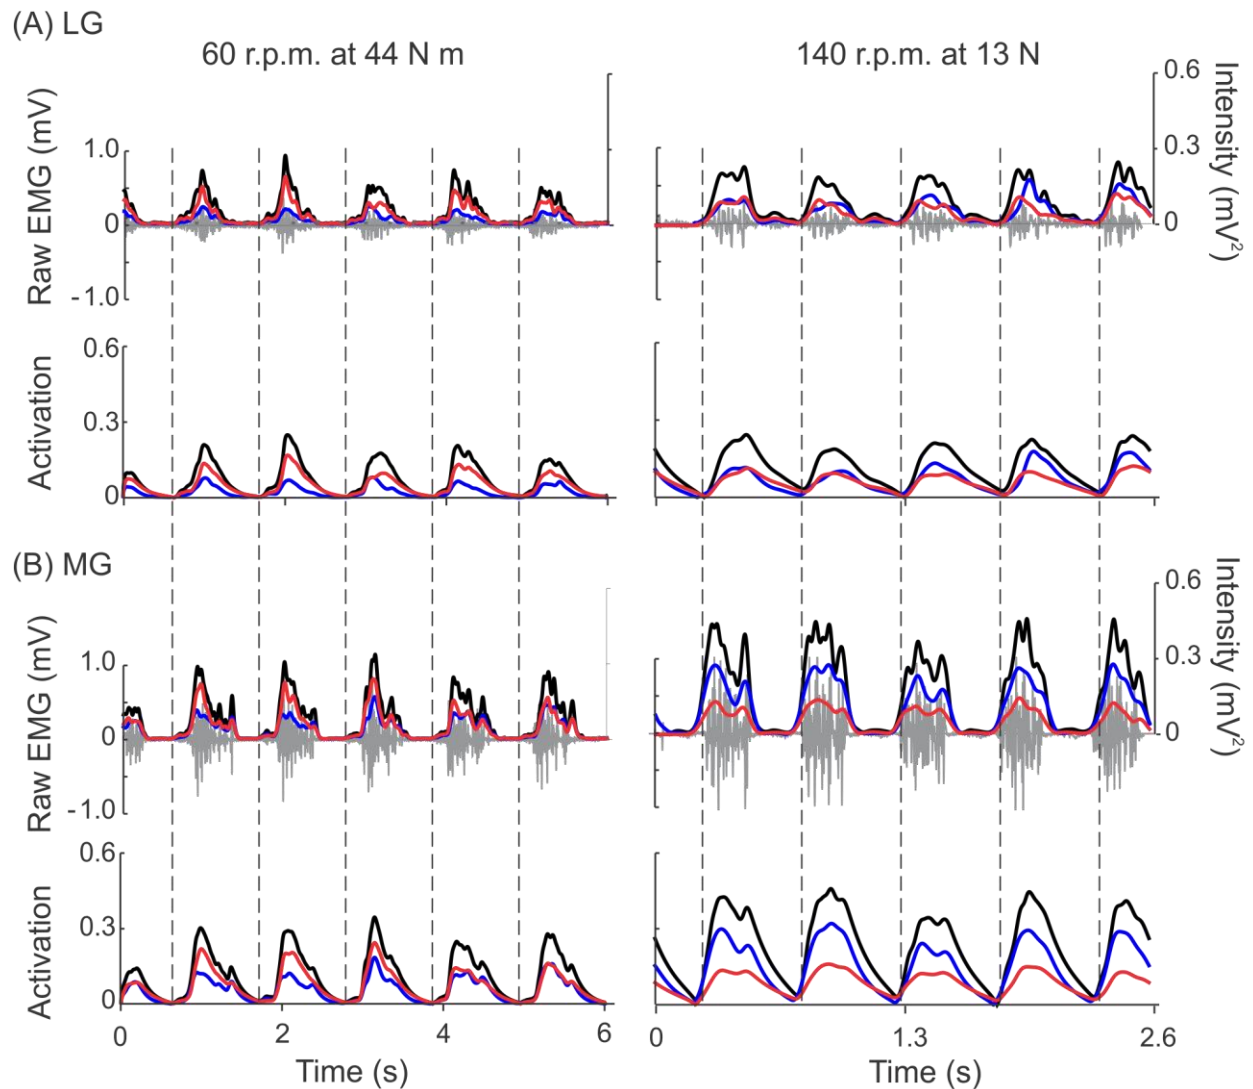 (A) LG
60 r.p.m. at 44 N m
140 r.p.m. at 13 N
Raw EMG (mV)
1.0
0
-1.0
0.6
0.3
0
Intensity (mV²)
Activation
0.6
0.3
0
(B) MG
Raw EMG (mV)
1.0
0
-1.0
0.6
0.3
0
Intensity (mV²)
Activation
0.6
0.3
0
0 2 4 6
Time (s)
0 1.3 2.6
Time (s)